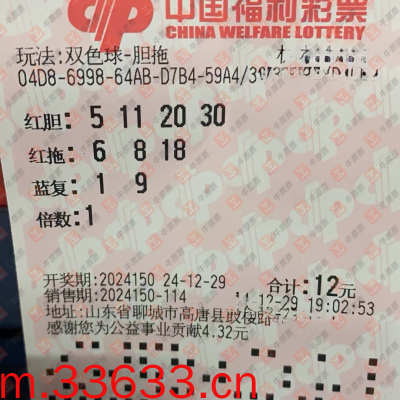 中国福利彩票
CHINA WELFARE LOTTERY
玩法:双色球-胆拖
04D8-6998-64AB-D7B4-59A4/
红胆: 5 11 20 30
红拖: 6 8 18
蓝复: 1 9
倍数:1
开奖期:2024150 24-12-29 合计:12元
销售期:2024150-114 12-29 19:02:53
地址:山东省聊城市高唐县
感谢您为公益事业贡献4.32元
m.33633.cn